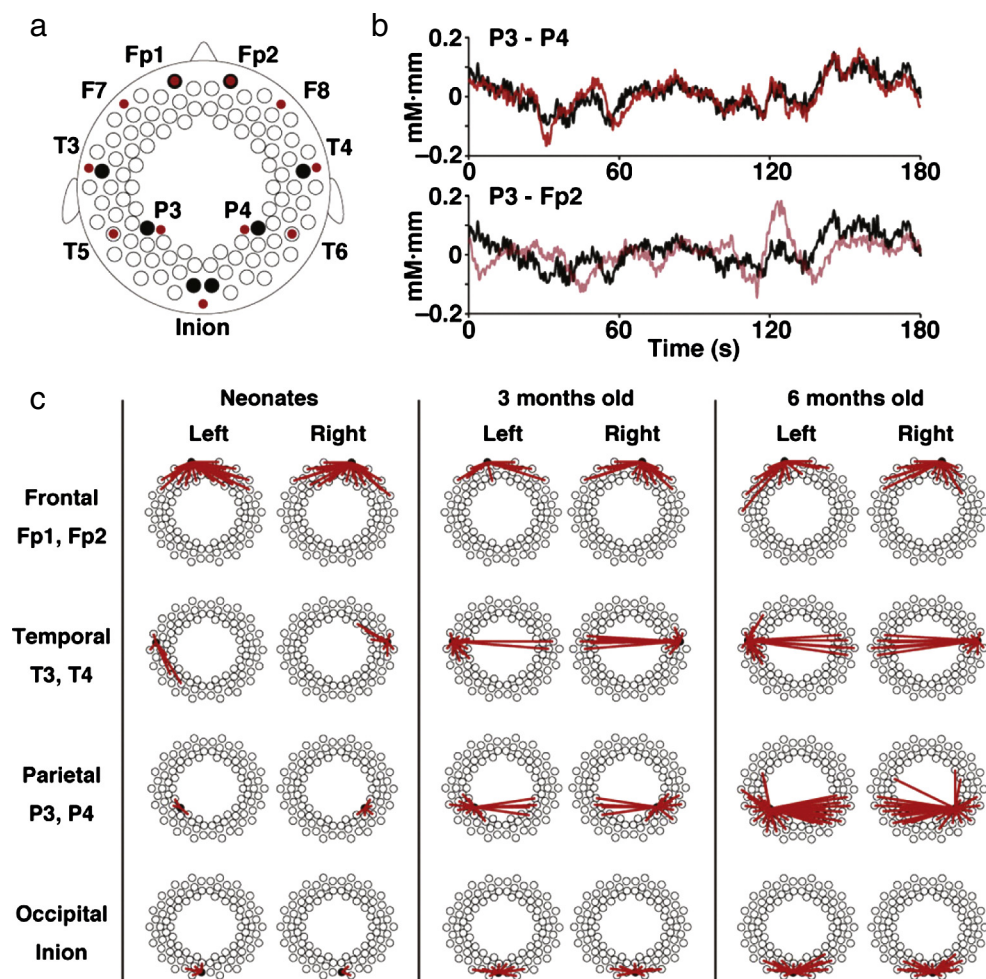 a
Fp1 Fp2
F7 F8
T3 T4
P3 P4
T5 T6
Inion
b
P3 - P4
0.2
0
−0.2
mM·mm
0 60 120 180
P3 - Fp2
0.2
0
−0.2
mM·mm
0 60 120 180
Time (s)
c
Neonates 3 months old 6 months old
Left Right Left Right Left Right
Frontal
Fp1, Fp2
Temporal
T3, T4
Parietal
P3, P4
Occipital
Inion